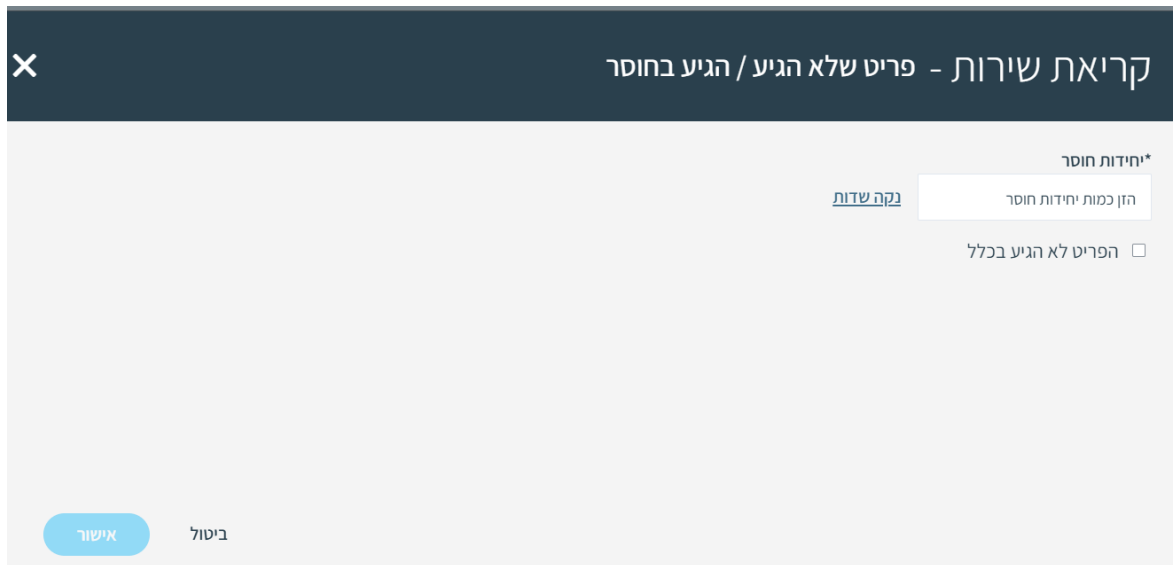 קריאת שירות - פריט שלא הגיע / הגיע בחוסר
*יחידות חוסר
הזן כמות יחידות חוסר נקה שדות
הפריט לא הגיע בכלל
ביטול אישור